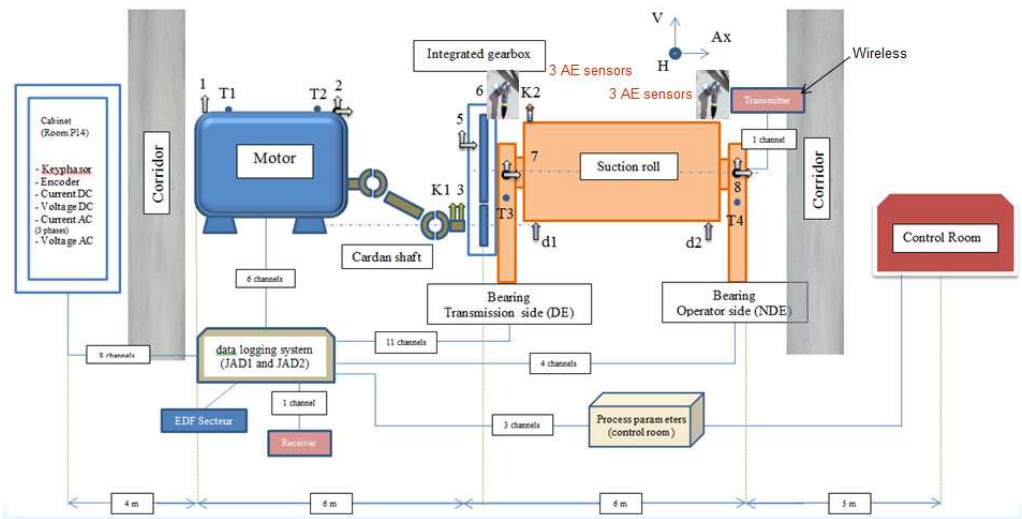 V
Ax
H
Wireless
Integrated gearbox
3 AE sensors
3 AE sensors
Transmitter
1 channel
Cabinet
(Room P14)
- Keyphasor
- Encoder
- Current DC
- Voltage DC
- Current AC
(3 phases)
- Voltage AC
Corridor
1
T1
T2
2
Motor
6
K2
5
7
Suction roll
8
K1
3
T3
T4
d1
d2
Cardan shaft
Corridor
Control Room
6 channels
Bearing
Transmission side (DE)
Bearing
Operator side (NDE)
8 channels
data logging system
(JAD1 and JAD2)
11 channels
4 channels
EDF Secteur
1 channel
Receiver
3 channels
Process parameters
(control room)
4 m
6 m
6 m
5 m